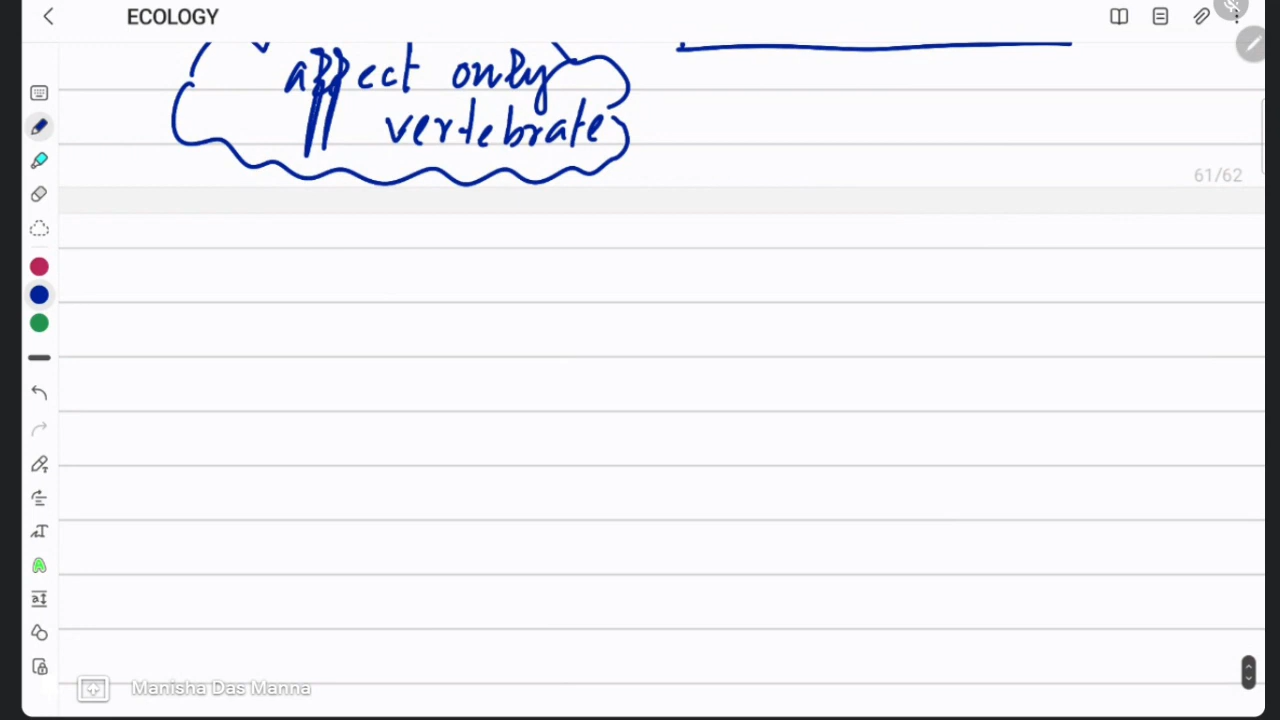 ECOLOGY
affect only
vertebrate
61/62
Manisha Das Manna